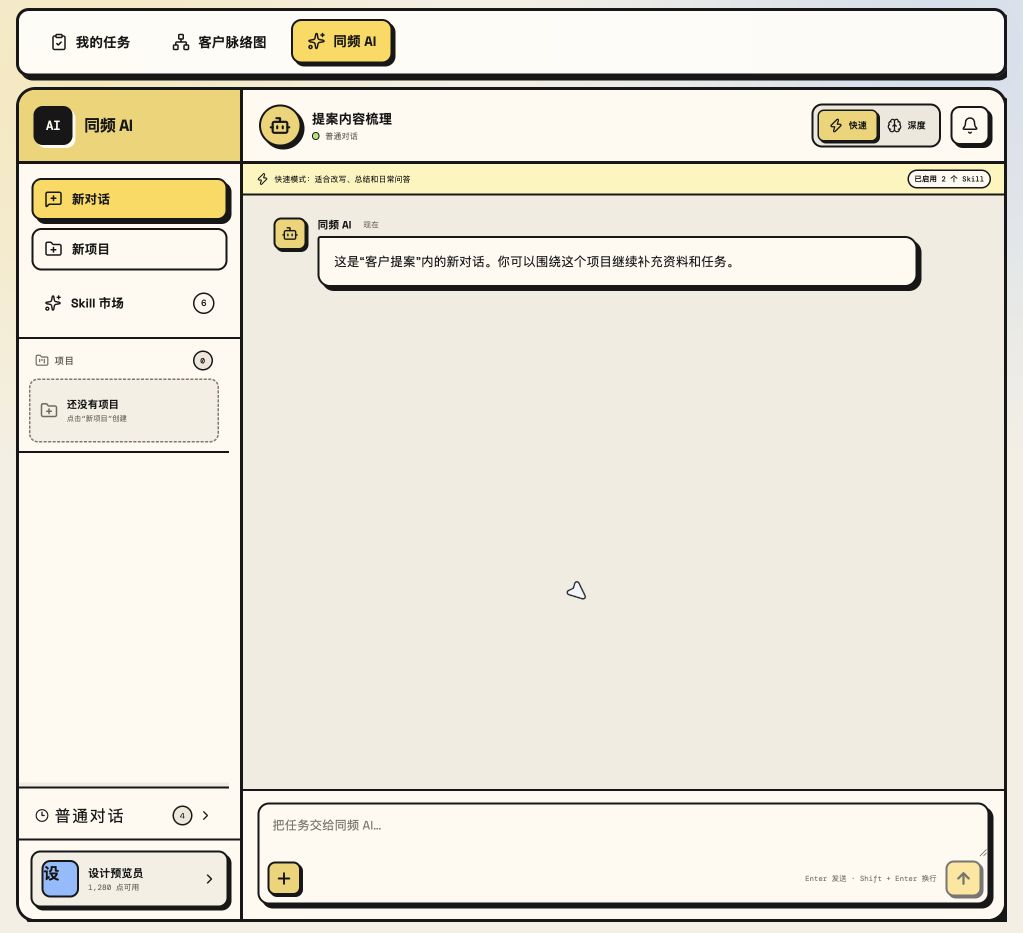 我的任务
客户脉络图
同频 AI
AI
同频 AI
提案内容梳理
普通对话
快速
深度
新对话
新项目
Skill 市场
6
项目
0
还没有项目
点击“新项目”创建
快速模式：适合改写、总结和日常问答
已启用 2 个 Skill
同频 AI
现在
这是“客户提案”内的新对话。你可以围绕这个项目继续补充资料和任务。
普通对话
4
设
设计预览员
1,280 点可用
把任务交给同频 AI…
Enter 发送 · Shift + Enter 换行